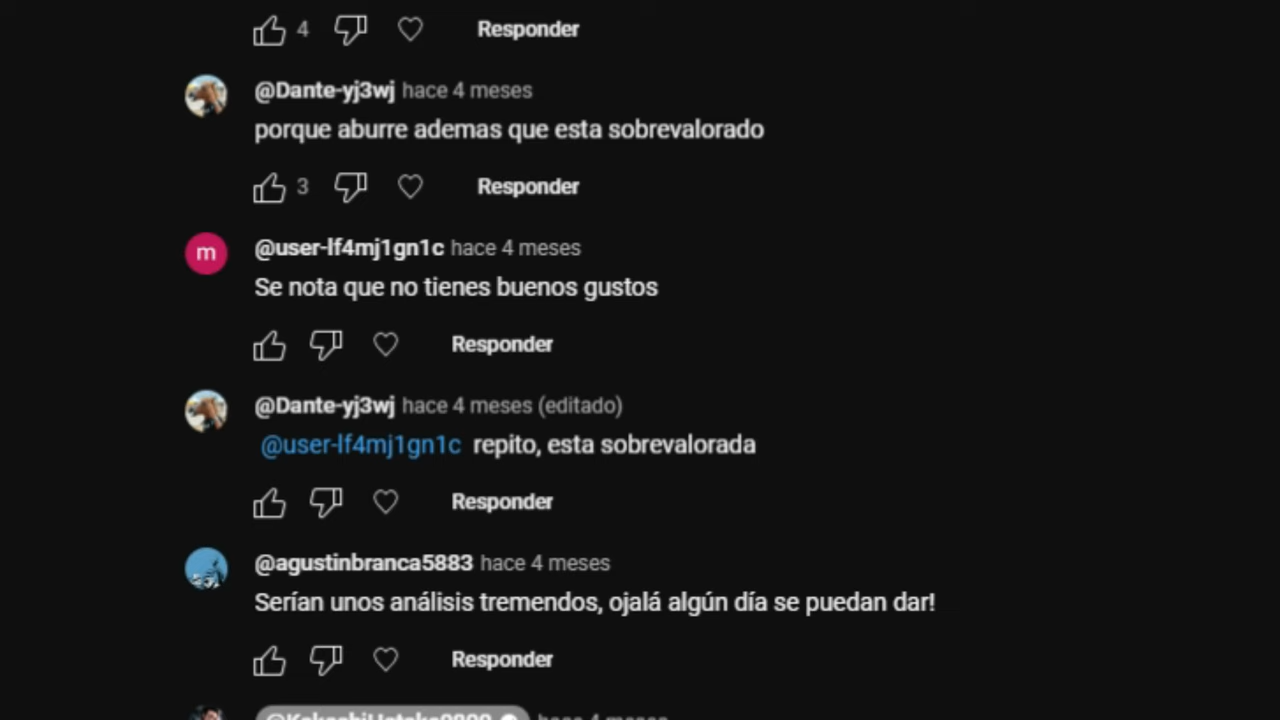 4 Responder
@Dante-yj3wj hace 4 meses
porque aburre ademas que esta sobrevalorado
3 Responder
m
@user-lf4mj1gn1c hace 4 meses
Se nota que no tienes buenos gustos
Responder
@Dante-yj3wj hace 4 meses (editado)
@user-lf4mj1gn1c repito, esta sobrevalorada
Responder
@agustinbranca5883 hace 4 meses
Serían unos análisis tremendos, ojalá algún día se puedan dar!
Responder
hace 4 meses